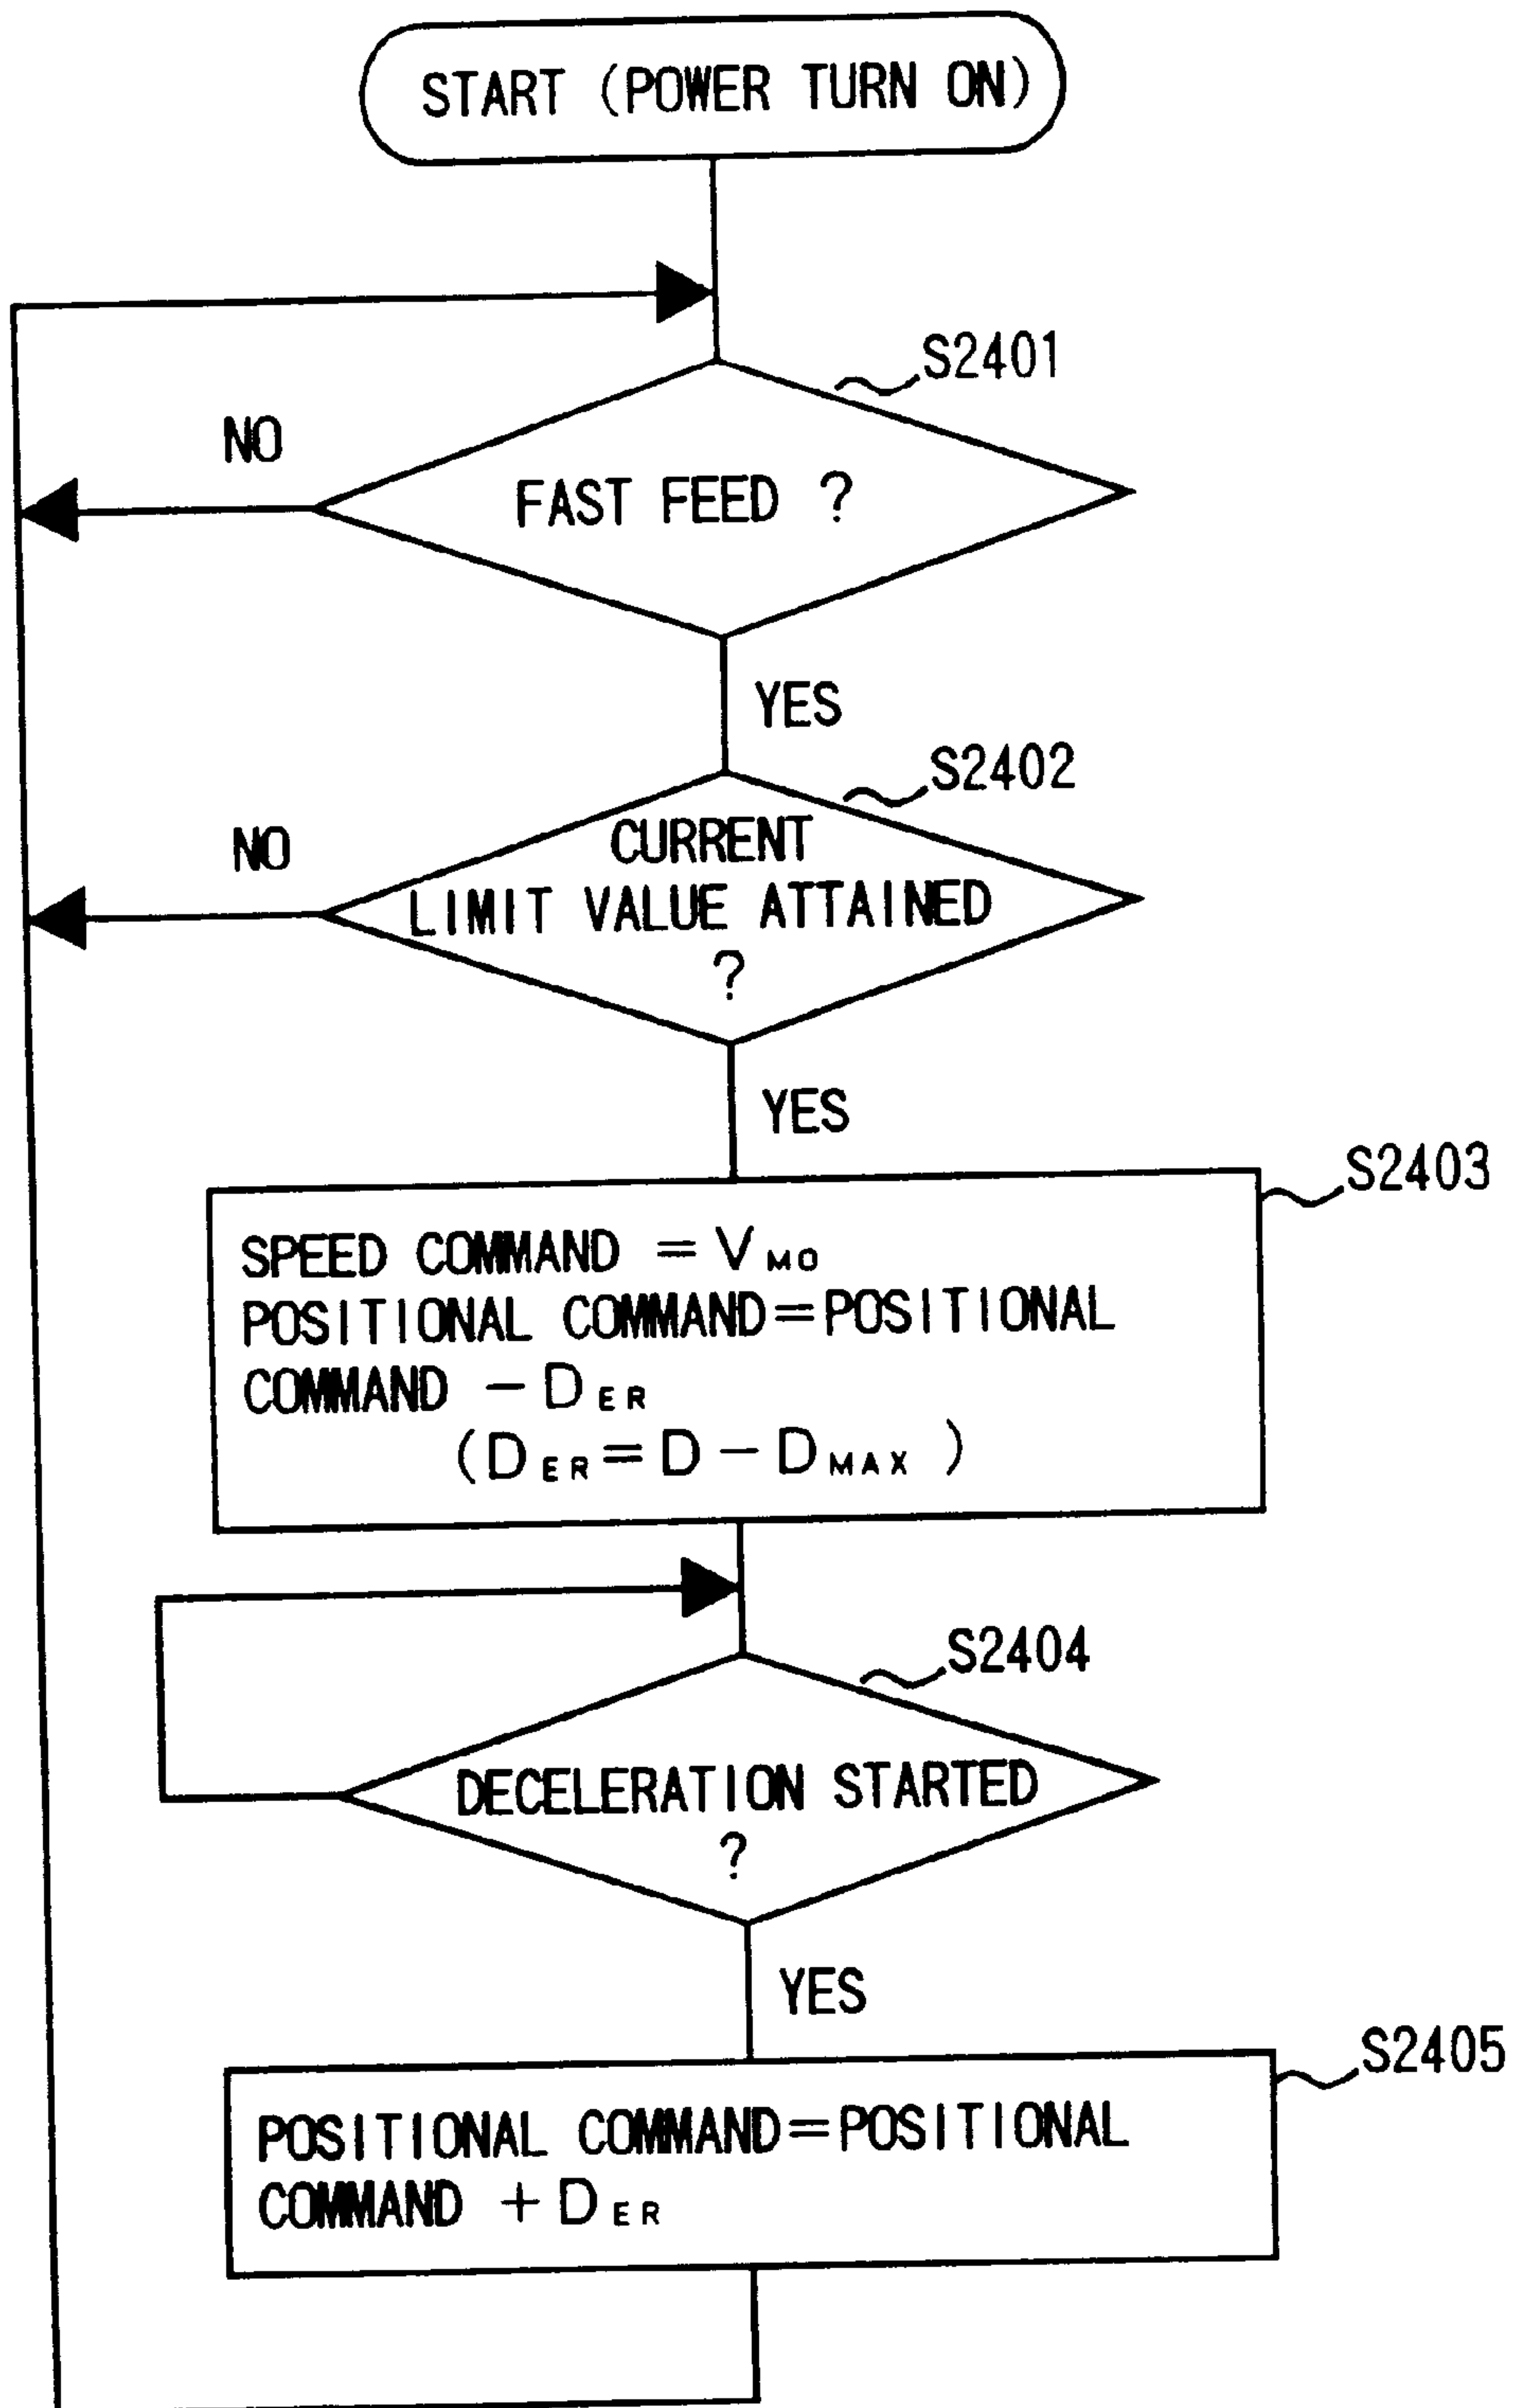 START (POWER TURN ON)
S2401
NO
FAST FEED ?
YES
S2402
NO
CURRENT
LIMIT VALUE ATTAINED
?
YES
S2403
SPEED COMMAND = VMO
POSITIONAL COMMAND=POSITIONAL
COMMAND - DER
(DER=D-DMAX)
S2404
DECELERATION STARTED
?
YES
S2405
POSITIONAL COMMAND=POSITIONAL
COMMAND + DER